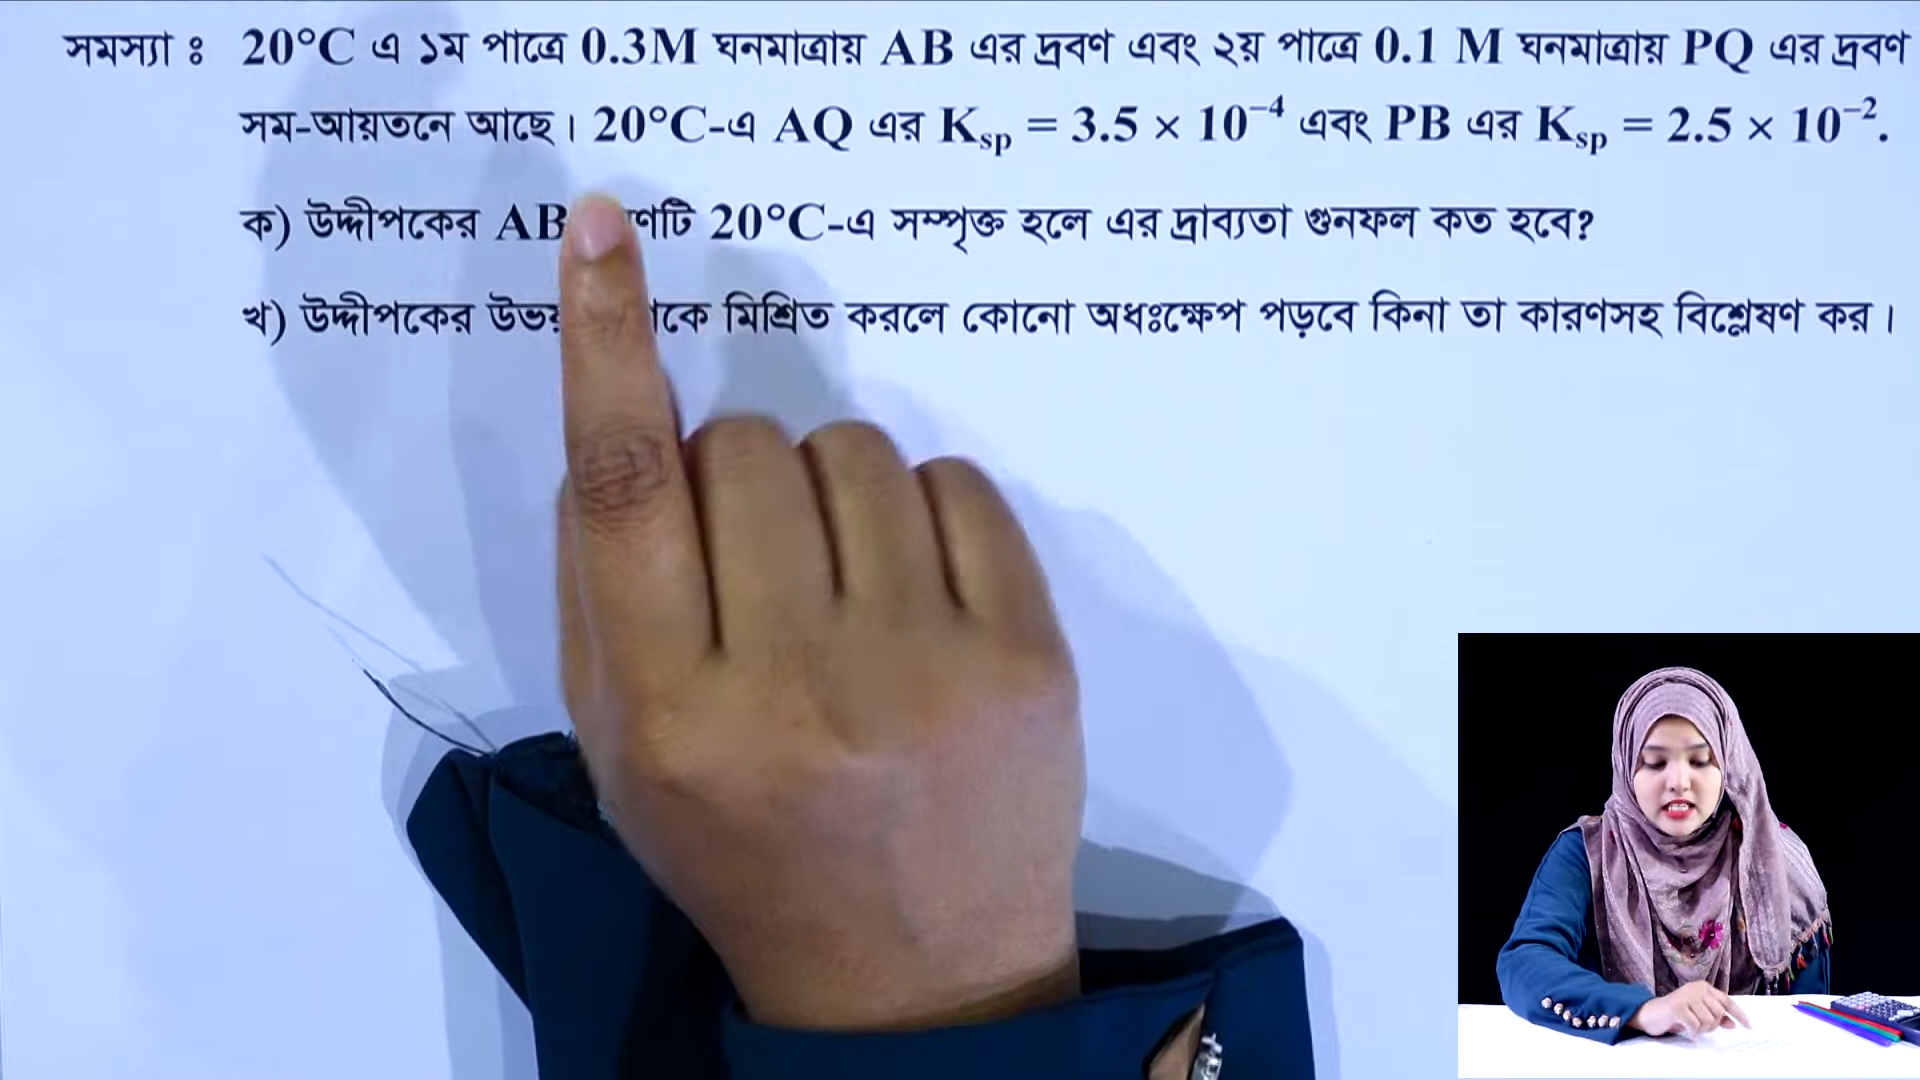 সমস্যা ঃ 20°C এ ১ম পাত্রে 0.3M ঘনমাত্রায় AB এর দ্রবণ এবং ২য় পাত্রে 0.1 M ঘনমাত্রায় PQ এর দ্রবণ
সম-আয়তনে আছে। 20°C-এ AQ এর Ksp = 3.5 × 10⁻⁴ এবং PB এর Ksp = 2.5 × 10⁻².
ক) উদ্দীপকের AB 20°C-এ সম্পৃক্ত হলে এর দ্রাব্যতা গুনফল কত হবে?
খ) উদ্দীপকের মিশ্রিত করলে কোনো অধঃক্ষেপ পড়বে কিনা তা কারণসহ বিশ্লেষণ কর।